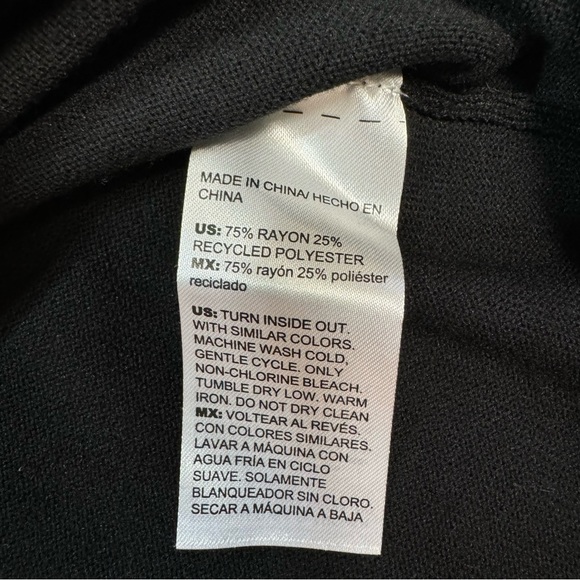 MADE IN CHINA/ HECHO EN
CHINA
US: 75% RAYON 25%
RECYCLED POLYESTER
MX: 75% rayón 25% poliéster
reciclado
US: TURN INSIDE OUT.
WITH SIMILAR COLORS.
MACHINE WASH COLD,
GENTLE CYCLE. ONLY
NON-CHLORINE BLEACH.
TUMBLE DRY LOW. WARM
IRON. DO NOT DRY CLEAN
MX: VOLTEAR AL REVÉS.
CON COLORES SIMILARES.
LAVAR A MÁQUINA CON
AGUA FRÍA EN CICLO
SUAVE. SOLAMENTE
BLANQUEADOR SIN CLORO.
SECAR A MÁQUINA A BAJA